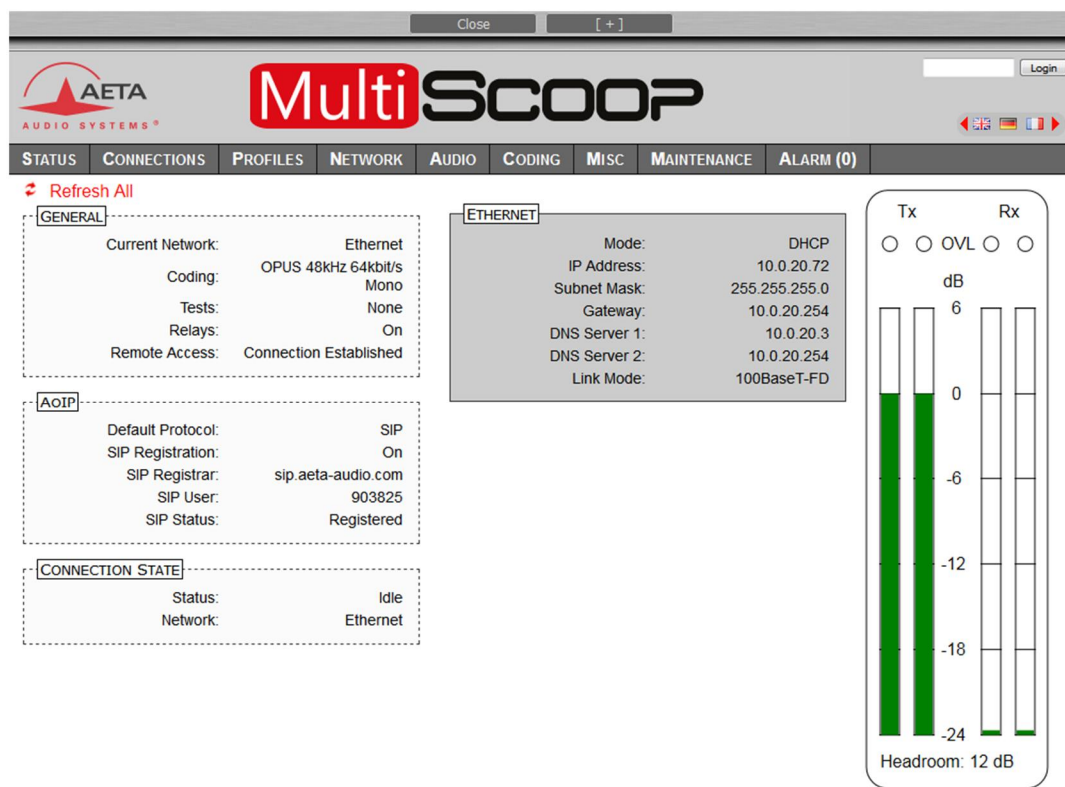 Close [ + ]
AETA
AUDIO SYSTEMS ®
MultiScoop
Login
STATUS CONNECTIONS PROFILES NETWORK AUDIO CODING MISC MAINTENANCE ALARM (0)
Refresh All
GENERAL
Current Network: Ethernet
Coding: OPUS 48kHz 64kbit/s
Mono
Tests: None
Relays: On
Remote Access: Connection Established
AOIP
Default Protocol: SIP
SIP Registration: On
SIP Registrar: sip.aeta-audio.com
SIP User: 903825
SIP Status: Registered
CONNECTION STATE
Status: Idle
Network: Ethernet
ETHERNET
Mode: DHCP
IP Address: 10.0.20.72
Subnet Mask: 255.255.255.0
Gateway: 10.0.20.254
DNS Server 1: 10.0.20.3
DNS Server 2: 10.0.20.254
Link Mode: 100BaseT-FD
Tx Rx
OVL
dB
6
0
-6
-12
-18
-24
Headroom: 12 dB